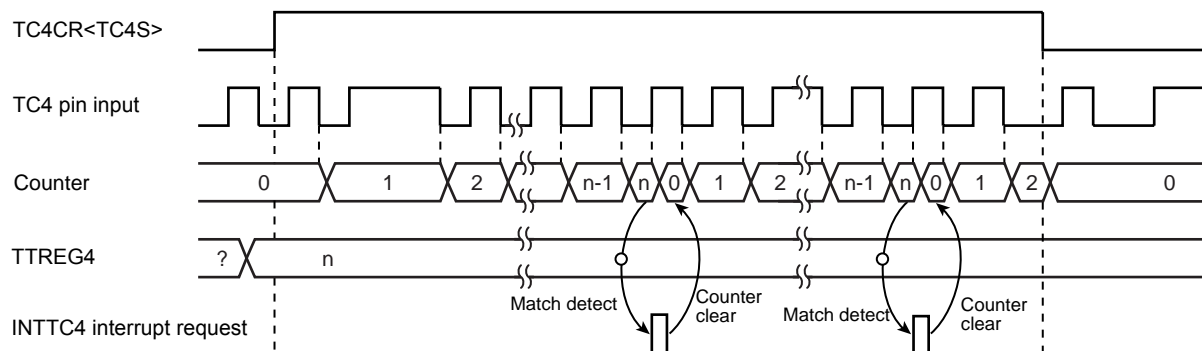 TC4CR<TC4S>
TC4 pin input
Counter
0 1 2 n-1 n 0 1 2 n-1 n 0 1 2 0
TTREG4
? n
Match detect Counter clear Match detect Counter clear
INTTC4 interrupt request